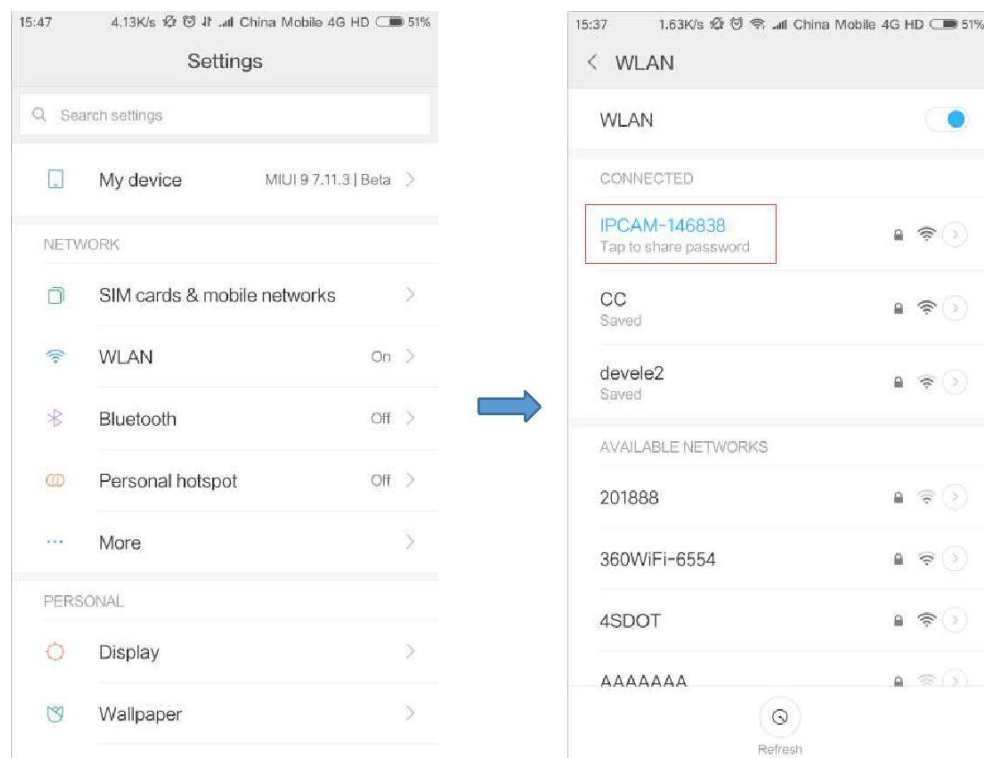 15:47 4.13K/s China Mobile 4G HD 51%
Settings
Search settings
My device MIUI 9 7.11.3 | Beta
NETWORK
SIM cards & mobile networks
WLAN On
Bluetooth Off
Personal hotspot Off
More
PERSONAL
Display
Wallpaper
15:37 1.63K/s China Mobile 4G HD 51%
WLAN
WLAN
CONNECTED
IPCAM-146838
Tap to share password
CC
Saved
devele2
Saved
AVAILABLE NETWORKS
201888
360WiFi-6554
4SDOT
AAAAAAA
Refresh